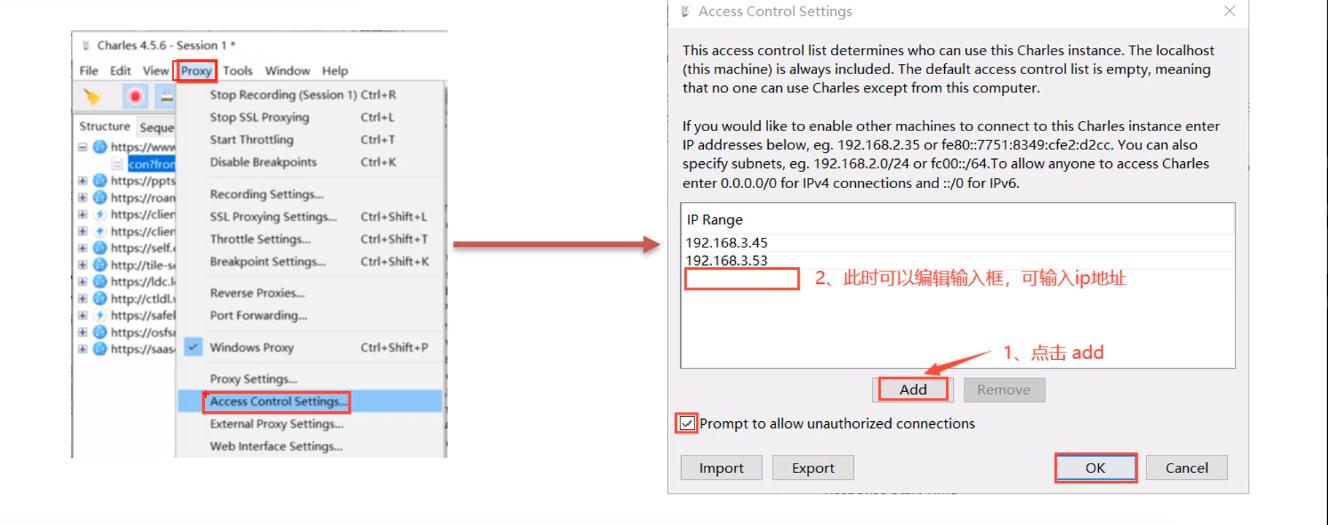 Charles 4.5.6 - Session 1 *
File Edit View Proxy Tools Window Help
Stop Recording (Session 1) Ctrl+R
Stop SSL Proxying Ctrl+L
Start Throttling Ctrl+T
Disable Breakpoints Ctrl+K
Recording Settings...
SSL Proxying Settings... Ctrl+Shift+L
Throttle Settings... Ctrl+Shift+T
Breakpoint Settings... Ctrl+Shift+K
Reverse Proxies...
Port Forwarding...
Windows Proxy Ctrl+Shift+P
Proxy Settings...
Access Control Settings...
External Proxy Settings...
Web Interface Settings...
Structure Seque
https://www
con?fron
https://ppts
https://roan
https://clien
https://clien
https://self.
http://tile-s
https://ldc.
http://ctldl.
https://safel
https://osfsr
https://saas
Access Control Settings
This access control list determines who can use this Charles instance. The localhost
(this machine) is always included. The default access control list is empty, meaning
that no one can use Charles except from this computer.
If you would like to enable other machines to connect to this Charles instance enter
IP addresses below, eg. 192.168.2.35 or fe80::7751:8349:cfe2:d2cc. You can also
specify subnets, eg. 192.168.2.0/24 or fc00::/64.To allow anyone to access Charles
enter 0.0.0.0/0 for IPv4 connections and ::/0 for IPv6.
IP Range
192.168.3.45
192.168.3.53
2、此时可以编辑输入框，可输入ip地址
1、点击 add
Add Remove
Prompt to allow unauthorized connections
Import Export OK Cancel